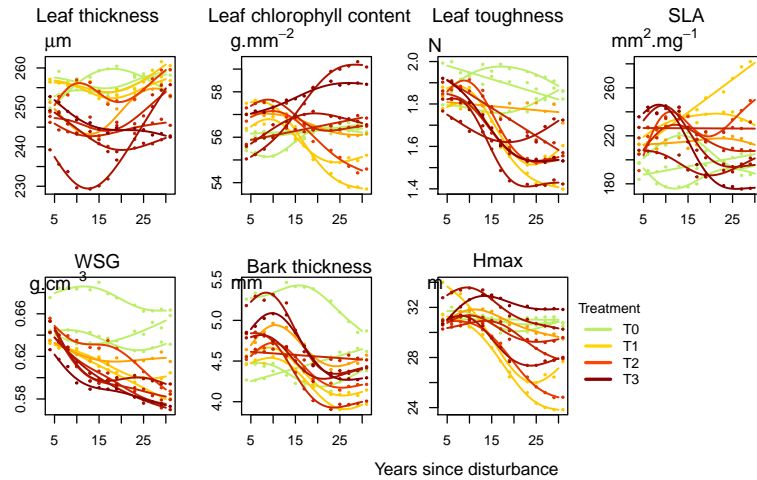 Leaf thickness
Leaf chlorophyll content
Leaf toughness
SLA
μm
g.mm−2
N
mm2.mg−1
230 240 250 260
54 56 58
1.4 1.6 1.8 2.0
180 220 260
5 15 25
5 15 25
5 15 25
5 15 25
WSG
Bark thickness
Hmax
g.cm 3
mm
m
0.58 0.62 0.66
4.0 4.5 5.0 5.5
24 28 32
5 15 25
5 15 25
5 15 25
Treatment
T0
T1
T2
T3
Years since disturbance